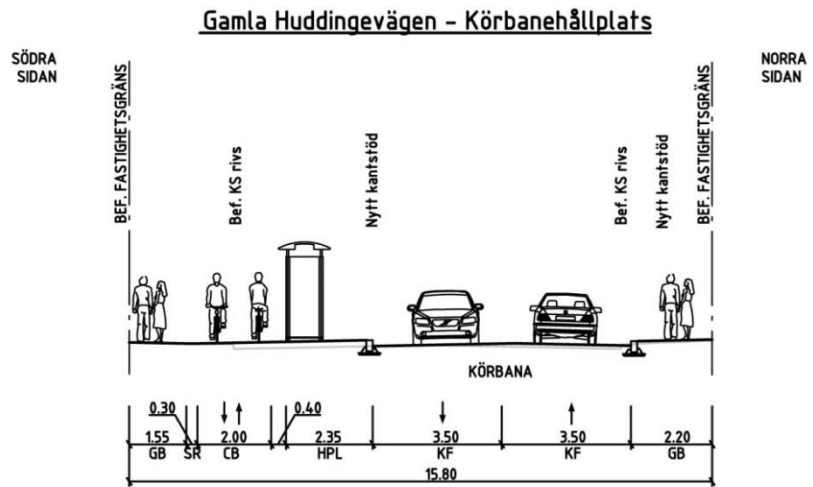 Gamla Huddingevägen - Körbanehållplats
SÖDRA
SIDAN
NORRA
SIDAN
BEF. FASTIGHETSGRÄNS
Bef. KS rivs
Nytt kantstöd
Bef. KS rivs
Nytt kantstöd
BEF. FASTIGHETSGRÄNS
KÖRBANA
0.30
0.40
1.55
2.00
2.35
3.50
3.50
2.20
GB
SR
CB
HPL
KF
KF
GB
15.80